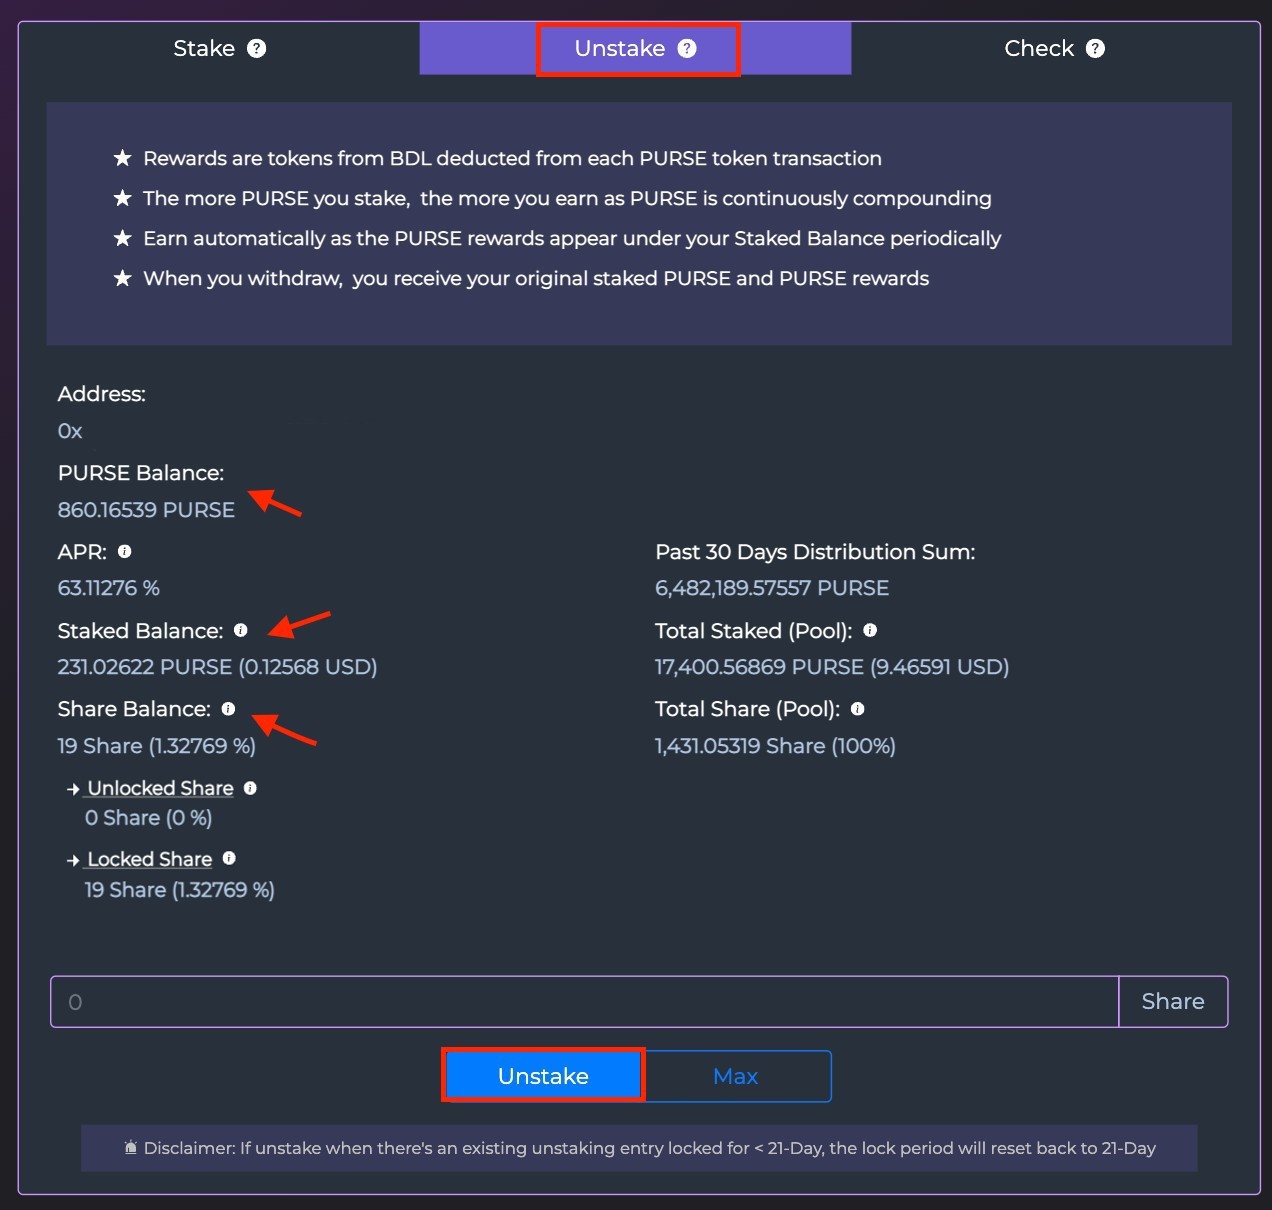 Stake ? Unstake ? Check ?
★ Rewards are tokens from BDL deducted from each PURSE token transaction
★ The more PURSE you stake, the more you earn as PURSE is continuously compounding
★ Earn automatically as the PURSE rewards appear under your Staked Balance periodically
★ When you withdraw, you receive your original staked PURSE and PURSE rewards
Address:
0x
PURSE Balance:
860.16539 PURSE
APR: i
63.11276 %
Past 30 Days Distribution Sum:
6,482,189.57557 PURSE
Staked Balance: i
231.02622 PURSE (0.12568 USD)
Total Staked (Pool): i
17,400.56869 PURSE (9.46591 USD)
Share Balance: i
19 Share (1.32769 %)
Total Share (Pool): i
1,431.05319 Share (100%)
→ Unlocked Share i
0 Share (0 %)
→ Locked Share i
19 Share (1.32769 %)
0 Share
Unstake Max
Disclaimer: If unstake when there's an existing unstaking entry locked for < 21-Day, the lock period will reset back to 21-Day